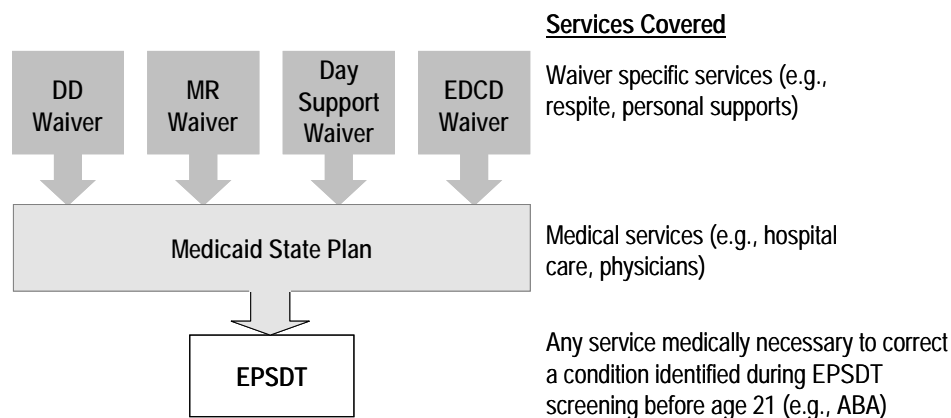 Services Covered
DD
Waiver
MR
Waiver
Day
Support
Waiver
EDCD
Waiver
Waiver specific services (e.g.,
respite, personal supports)
Medicaid State Plan
Medical services (e.g., hospital
care, physicians)
EPSDT
Any service medically necessary to correct
a condition identified during EPSDT
screening before age 21 (e.g., ABA)